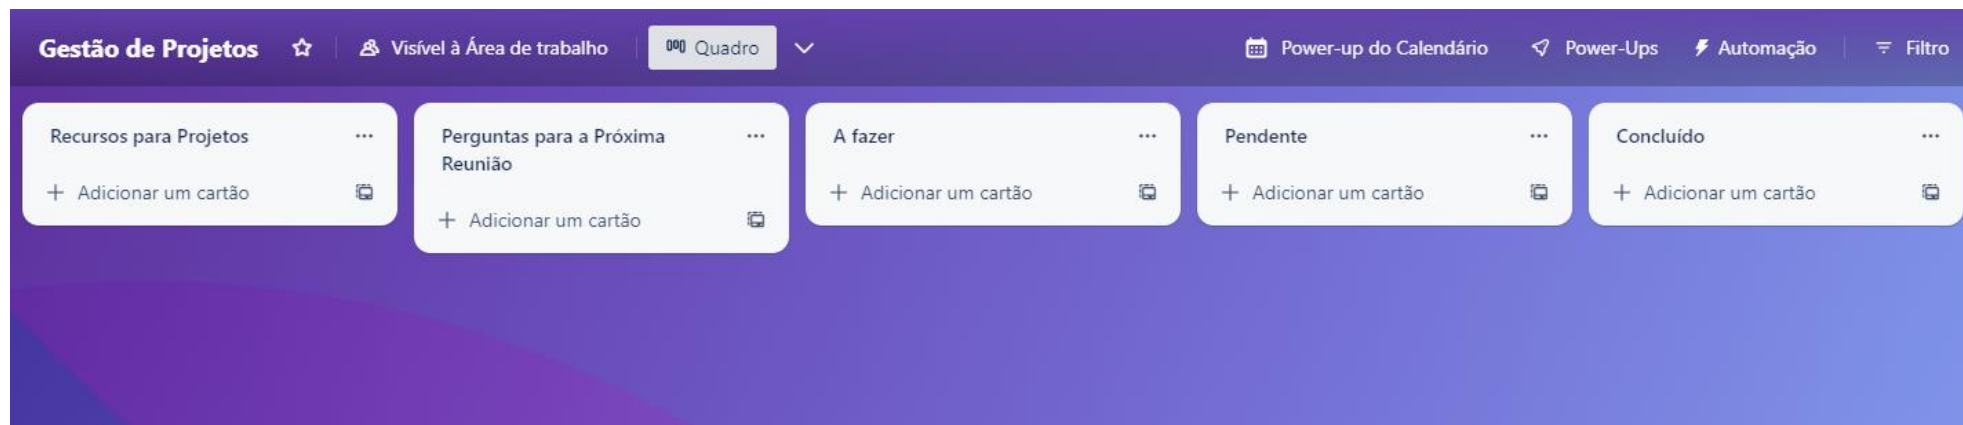 Gestão de Projetos Visível à Área de trabalho Quadro Power-up do Calendário Power-Ups Automação Filtro
Recursos para Projetos
Adicionar um cartão
Perguntas para a Próxima
Reunião
Adicionar um cartão
A fazer
Adicionar um cartão
Pendente
Adicionar um cartão
Concluído
Adicionar um cartão